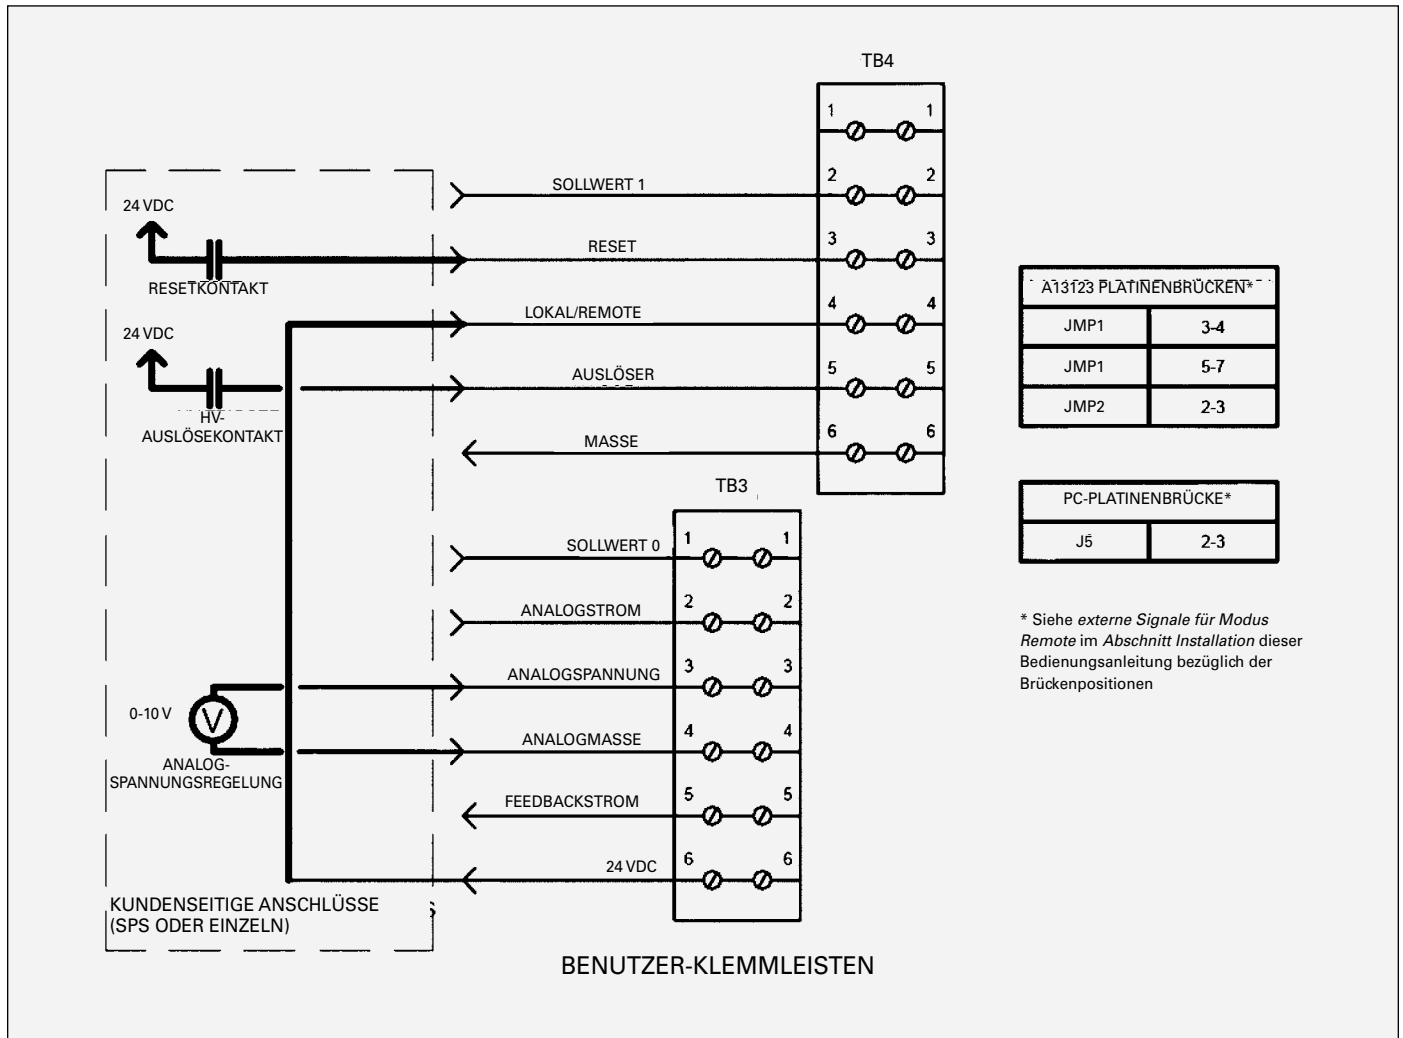 TB4
1 1
SOLLWERT 1 2 2
24 VDC
RESET 3 3
RESETKONTAKT
LOKAL/REMOTE 4 4
24 VDC
AUSLÖSER 5 5
HV-
AUSLÖSEKONTAKT
MASSE 6 6
A13123 PLATINENBRÜCKEN*
JMP1 3-4
JMP1 5-7
JMP2 2-3
PC-PLATINENBRÜCKE*
J5 2-3
* Siehe externe Signale für Modus
Remote im Abschnitt Installation dieser
Bedienungsanleitung bezüglich der
Brückenpositionen
TB3
SOLLWERT 0 1 1
ANALOGSTROM 2 2
ANALOGSPANNUNG 3 3
0-10 V
V
ANALOGMASSE 4 4
ANALOG-
SPANNUNGSREGELUNG
FEEDBACKSTROM 5 5
24 VDC 6 6
KUNDENSEITIGE ANSCHLÜSSE
(SPS ODER EINZELN)
BENUTZER-KLEMMLEISTEN